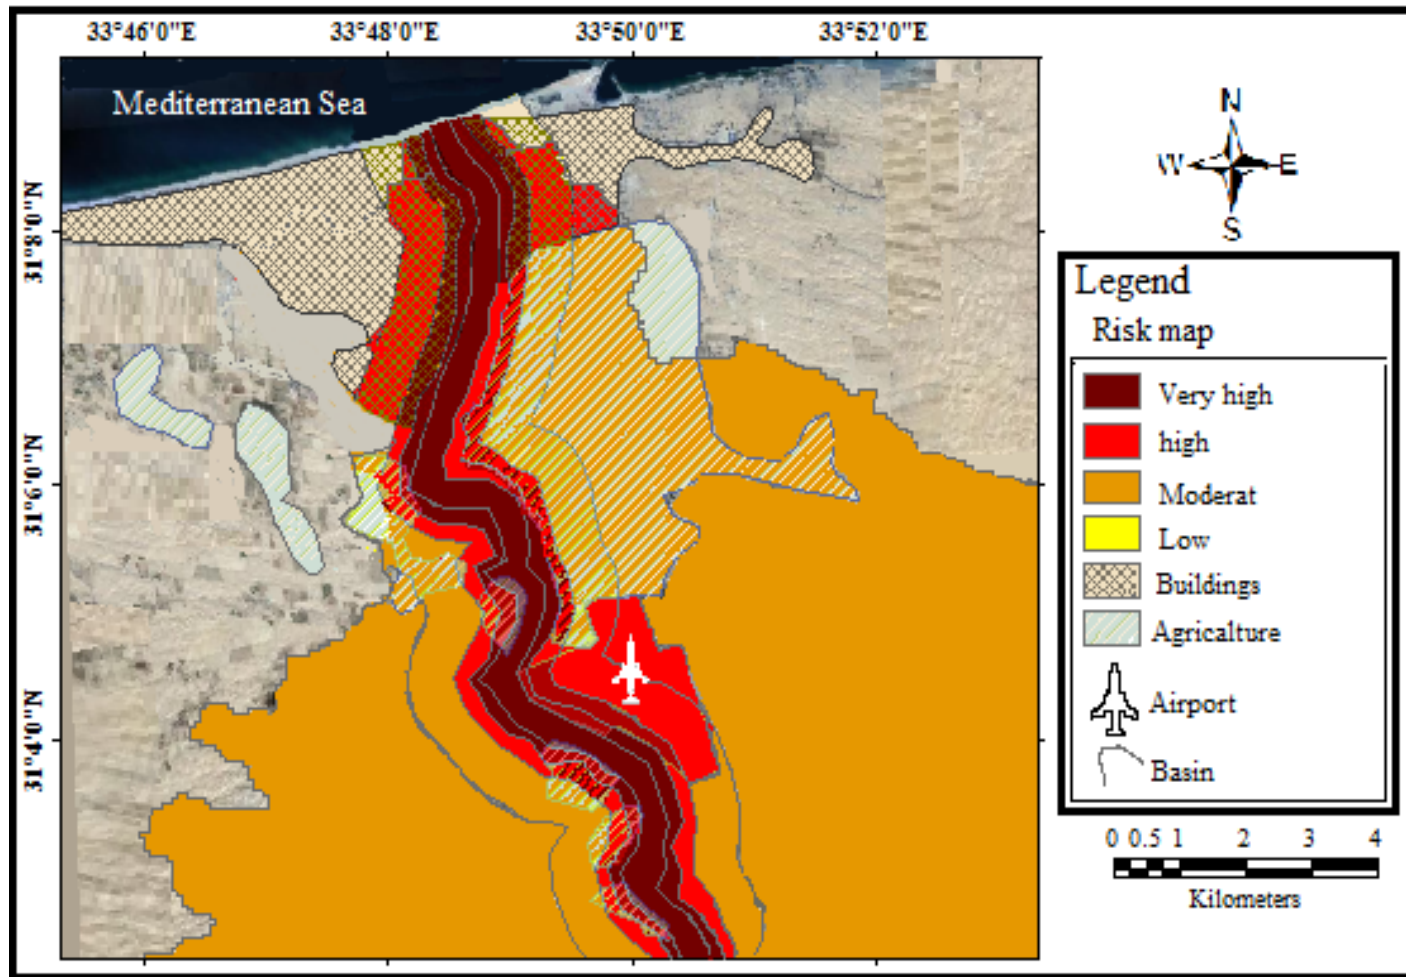 33°46'0"E 33°48'0"E 33°50'0"E 33°52'0"E
Mediterranean Sea
31°8'0"N
31°6'0"N
31°4'0"N
N
W E
S
Legend
Risk map
Very high
high
Moderat
Low
Buildings
Agricalture
Airport
Basin
0 0.5 1 2 3 4
Kilometers